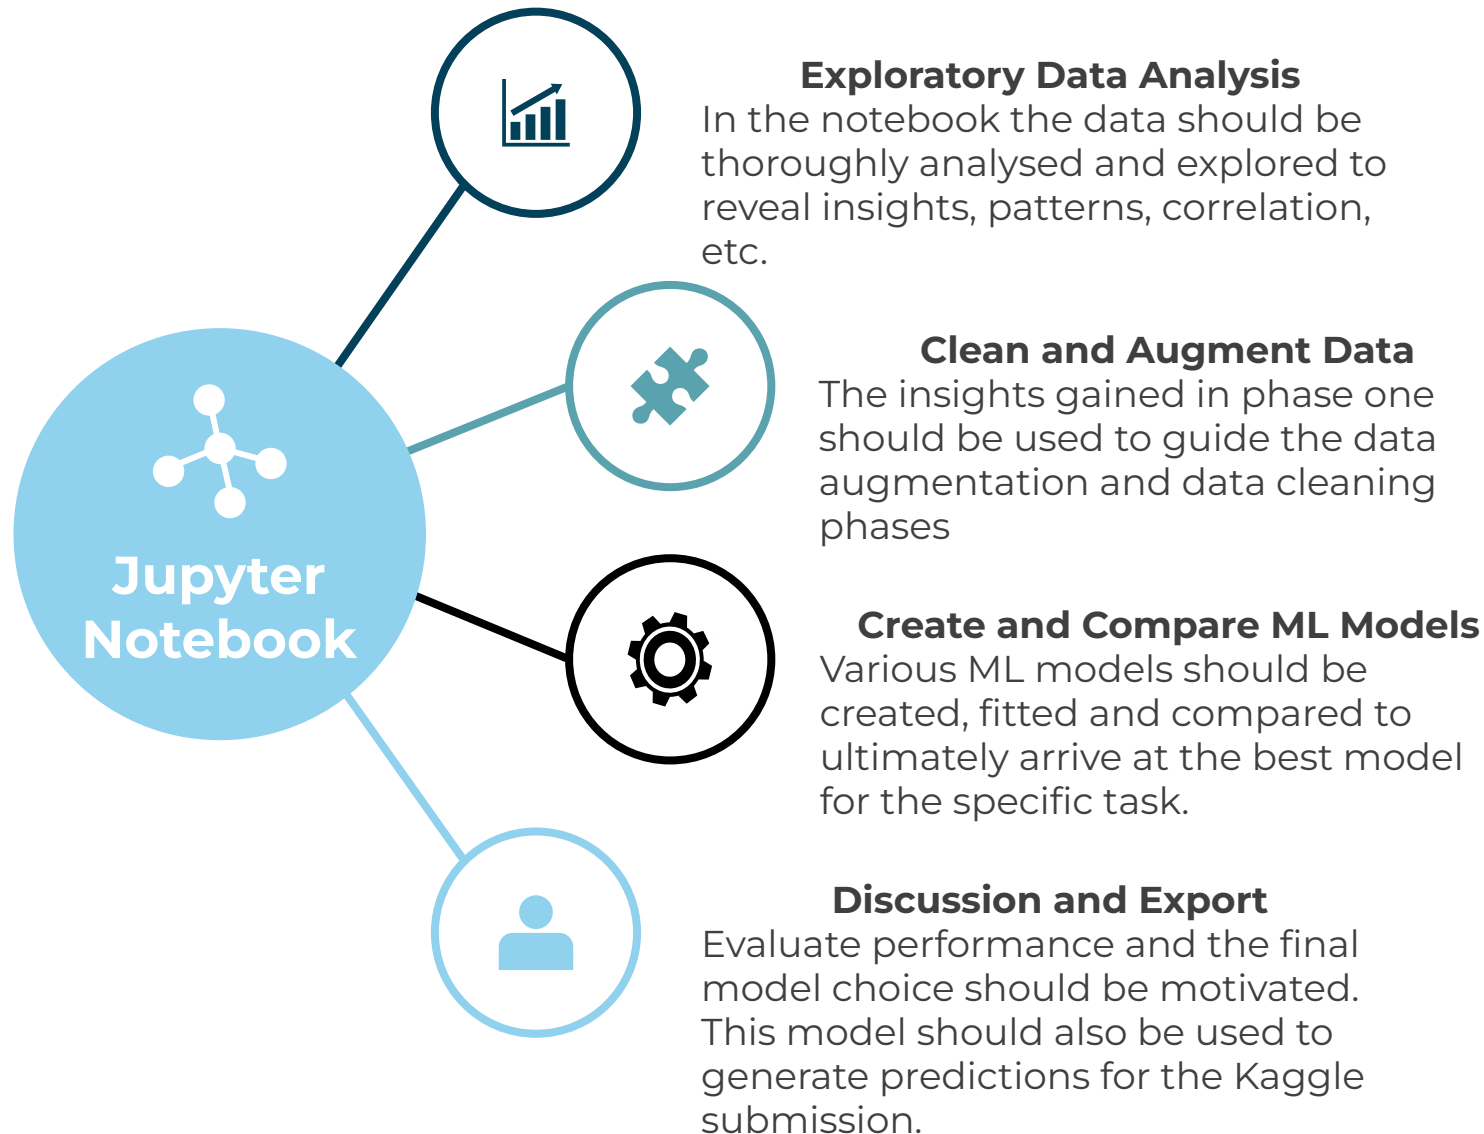 Exploratory Data Analysis
In the notebook the data should be
thoroughly analysed and explored to
reveal insights, patterns, correlation,
etc.
Clean and Augment Data
The insights gained in phase one
should be used to guide the data
augmentation and data cleaning
phases
Jupyter
Notebook
Create and Compare ML Models
Various ML models should be
created, fitted and compared to
ultimately arrive at the best model
for the specific task.
Discussion and Export
Evaluate performance and the final
model choice should be motivated.
This model should also be used to
generate predictions for the Kaggle
submission.